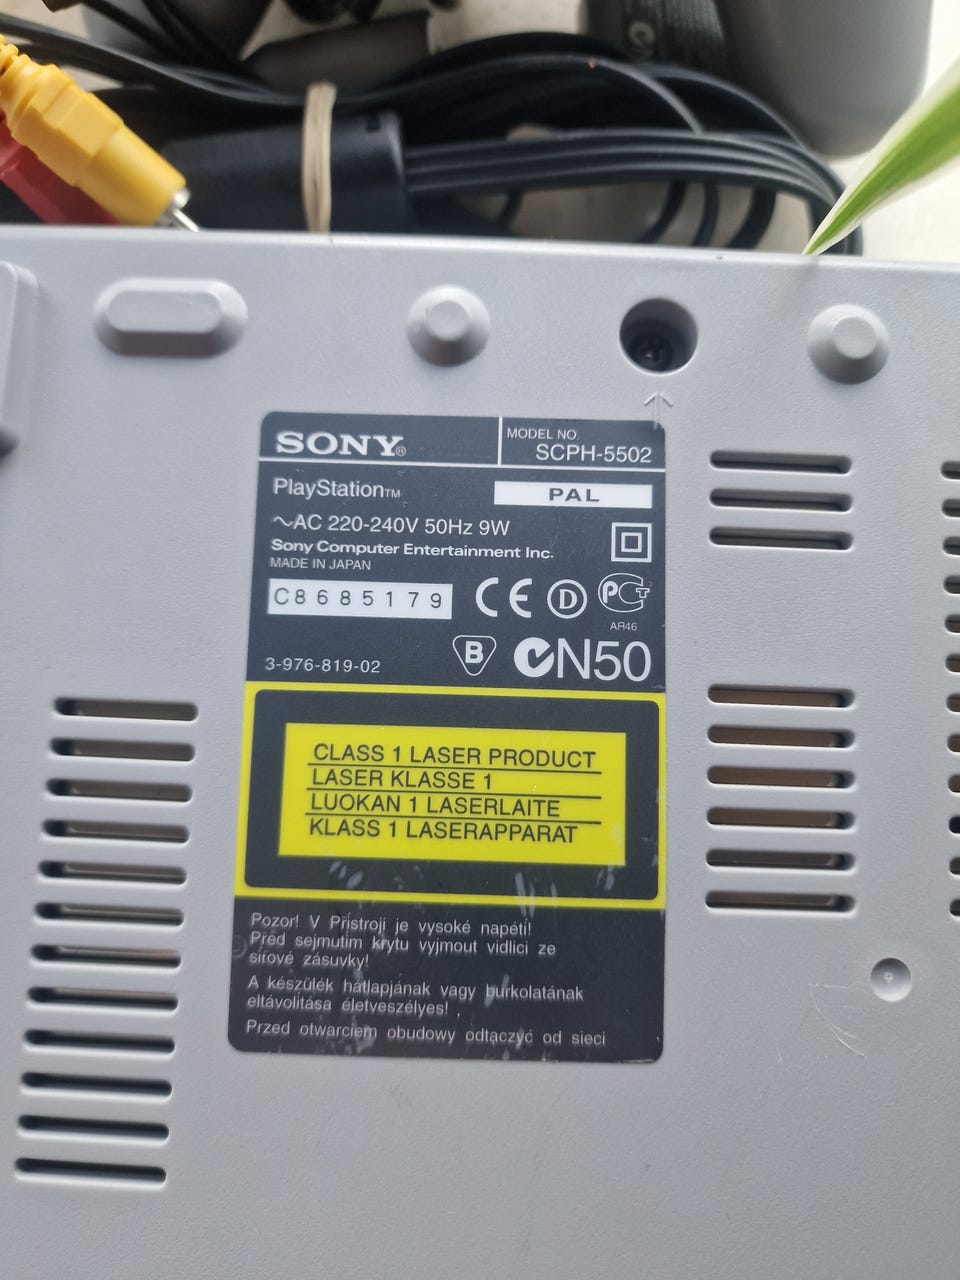 SONY®
MODEL NO.
SCPH-5502
PlayStation™
PAL
~AC 220-240V 50Hz 9W
Sony Computer Entertainment Inc.
MADE IN JAPAN
C8685179
CE D PCT
АЯ46
3-976-819-02
B N50
CLASS 1 LASER PRODUCT
LASER KLASSE 1
LUOKAN 1 LASERLAITE
KLASS 1 LASERAPPARAT
Pozor! V Přístroji je vysoké napětí!
Před sejmutím krytu vyjmout vidlici ze
síťové zásuvky!
A készülék hátlapjának vagy burkolatának
eltávolítása életveszélyes!
Przed otwarciem obudowy odłączyć od sieci